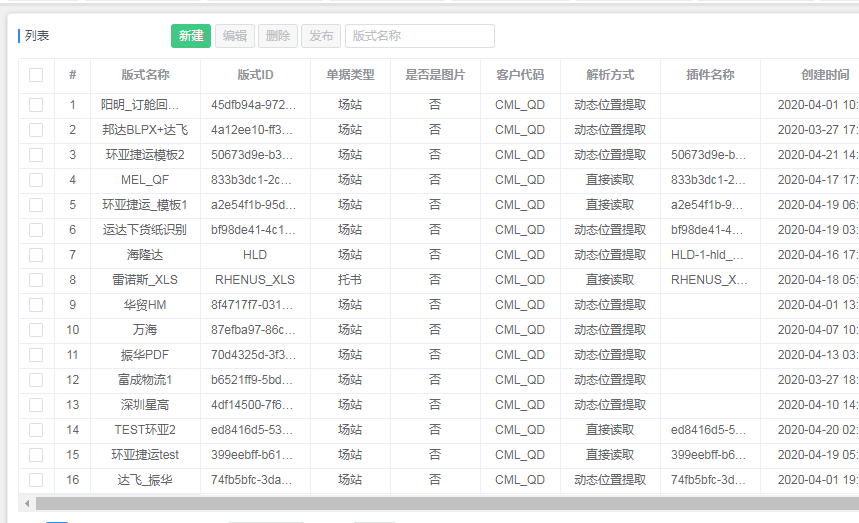 列表 新建 编辑 删除 发布 版式名称
# 版式名称 版式ID 单据类型 是否是图片 客户代码 解析方式 插件名称 创建时间
1 阳明_订舱回... 45dfb94a-972... 场站 否 CML_QD 动态位置提取 2020-04-01 10:
2 邦达BLPX+达飞 4a12ee10-ff3... 场站 否 CML_QD 动态位置提取 2020-03-27 17:
3 环亚捷运模板2 50673d9e-b3... 场站 否 CML_QD 动态位置提取 50673d9e-b... 2020-04-21 14:
4 MEL_QF 833b3dc1-2c... 场站 否 CML_QD 直接读取 833b3dc1-2... 2020-04-17 17:
5 环亚捷运_模板1 a2e54f1b-95d... 场站 否 CML_QD 直接读取 a2e54f1b-9... 2020-04-19 06:
6 运达下货纸识别 bf98de41-4c1... 场站 否 CML_QD 动态位置提取 bf98de41-4... 2020-04-19 03:
7 海隆达 HLD 场站 否 CML_QD 动态位置提取 HLD-1-hld_... 2020-04-16 17:
8 雷诺斯_XLS RHENUS_XLS 托书 否 CML_QD 直接读取 RHENUS_X... 2020-04-18 05:
9 华贸HM 8f4717f7-031... 场站 否 CML_QD 动态位置提取 2020-04-01 13:
10 万海 87efba97-86c... 场站 否 CML_QD 动态位置提取 2020-04-07 10:
11 振华PDF 70d4325d-3f3... 场站 否 CML_QD 动态位置提取 2020-04-13 03:
12 富成物流1 b6521ff9-5bd... 场站 否 CML_QD 动态位置提取 2020-03-27 18:
13 深圳星高 4df14500-7f6... 场站 否 CML_QD 动态位置提取 2020-04-10 14:
14 TEST环亚2 ed8416d5-53... 场站 否 CML_QD 直接读取 ed8416d5-5... 2020-04-20 02:
15 环亚捷运test 399eebff-b61... 场站 否 CML_QD 直接读取 399eebff-b6... 2020-04-19 05:
16 达飞_振华 74fb5bfc-3da... 场站 否 CML_QD 动态位置提取 74fb5bfc-3d... 2020-04-01 19: